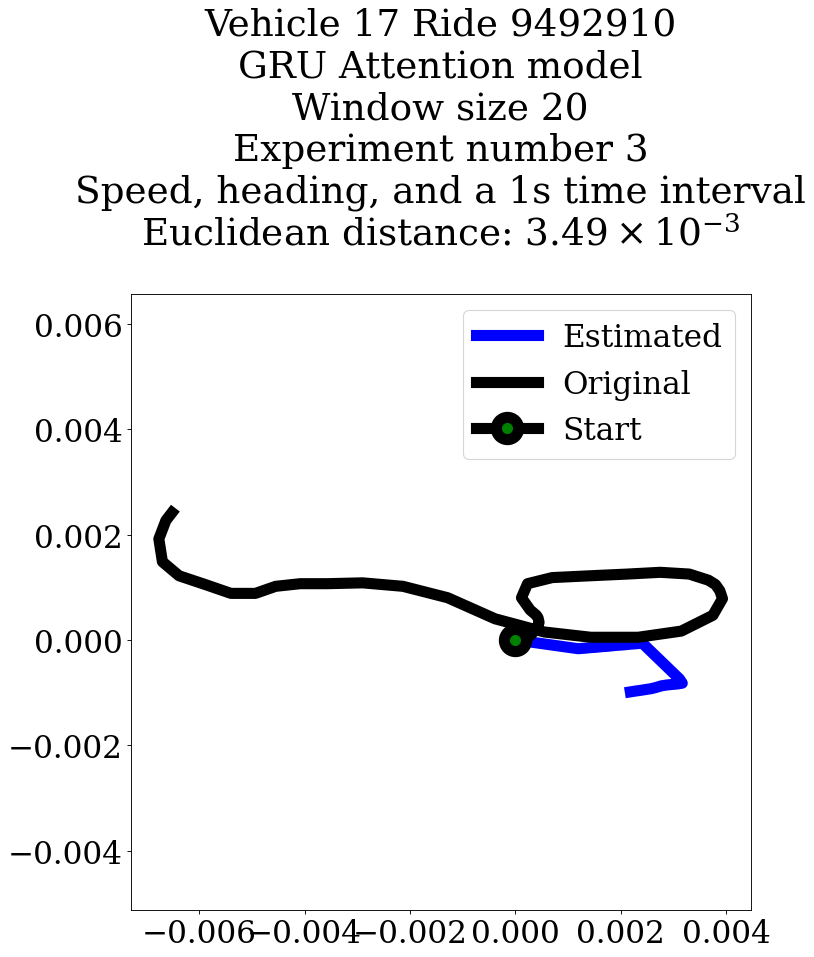 Vehicle 17 Ride 9492910
GRU Attention model
Window size 20
Experiment number 3
Speed, heading, and a 1s time interval
Euclidean distance: 3.49 × 10⁻³
Estimated
Original
Start
0.006
0.004
0.002
0.000
−0.002
−0.004
−0.006 −0.004 −0.002 0.000 0.002 0.004